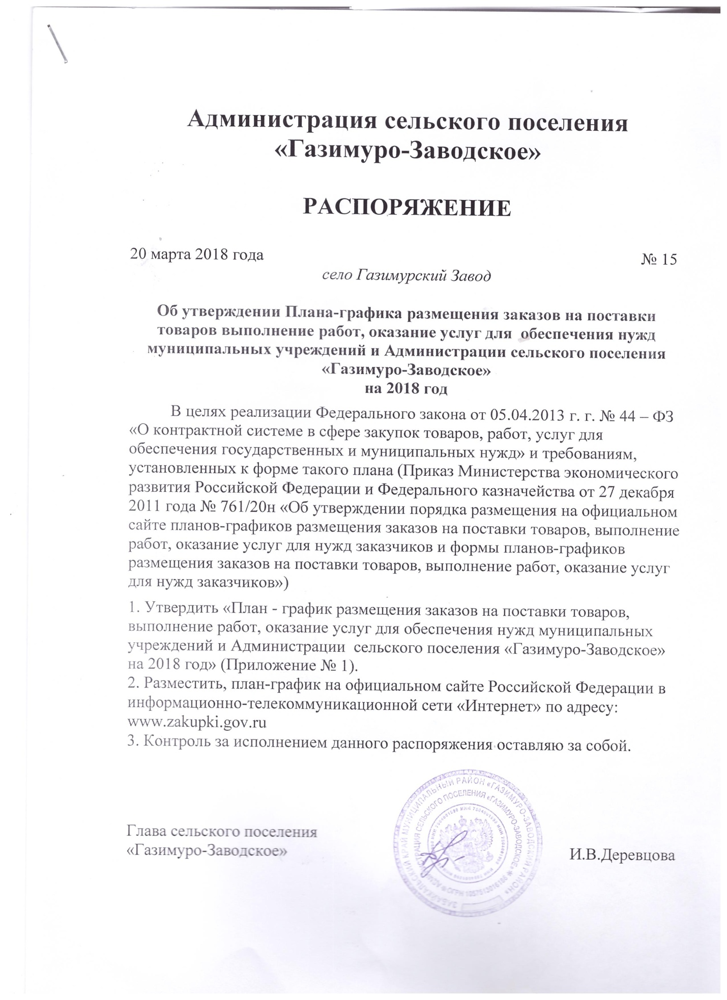 Администрация сельского поселения
«Газимуро-Заводское»
РАСПОРЯЖЕНИЕ
20 марта 2018 года
№ 15
село Газимурский Завод
Об утверждении Плана-графика размещения заказов на поставки
товаров выполнение работ, оказание услуг для обеспечения нужд
муниципальных учреждений и Администрации сельского поселения
«Газимуро-Заводское»
на 2018 год
В целях реализации Федерального закона от 05.04.2013 г. г. № 44 – ФЗ
«О контрактной системе в сфере закупок товаров, работ, услуг для
обеспечения государственных и муниципальных нужд» и требованиям,
установленных к форме такого плана (Приказ Министерства экономического
развития Российской Федерации и Федерального казначейства от 27 декабря
2011 года № 761/20н «Об утверждении порядка размещения на официальном
сайте планов-графиков размещения заказов на поставки товаров, выполнение
работ, оказание услуг для нужд заказчиков и формы планов-графиков
размещения заказов на поставки товаров, выполнение работ, оказание услуг
для нужд заказчиков»)
1. Утвердить «План - график размещения заказов на поставки товаров,
выполнение работ, оказание услуг для обеспечения нужд муниципальных
учреждений и Администрации сельского поселения «Газимуро-Заводское»
на 2018 год» (Приложение № 1).
2. Разместить, план-график на официальном сайте Российской Федерации в
информационно-телекоммуникационной сети «Интернет» по адресу:
www.zakupki.gov.ru
3. Контроль за исполнением данного распоряжения оставляю за собой.
Глава сельского поселения
«Газимуро-Заводское»
И.В.Деревцова
ЗАБАЙКАЛЬСКИЙ КРАЙ МУНИЦИПАЛЬНЫЙ РАЙОН «ГАЗИМУРО-ЗАВОДСКИЙ РАЙОН»
АДМИНИСТРАЦИЯ СЕЛЬСКОГО ПОСЕЛЕНИЯ «ГАЗИМУРО-ЗАВОДСКОЕ» * ОГРН 1057513016186 *